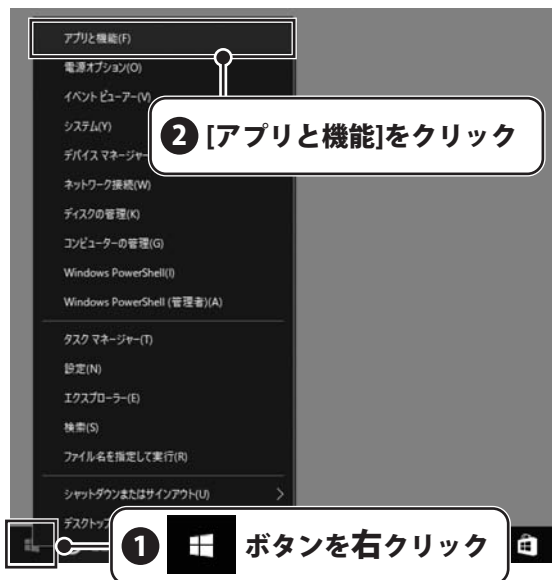 アプリと機能(F)
電源オプション(O)
イベント ビューアー(V)
システム(Y)
❷ [アプリと機能]をクリック
デバイス マネージャー
ネットワーク接続(W)
ディスクの管理(K)
コンピューターの管理(G)
Windows PowerShell(I)
Windows PowerShell (管理者)(A)
タスク マネージャー(T)
設定(N)
エクスプローラー(E)
検索(S)
ファイル名を指定して実行(R)
シャットダウンまたはサインアウト(U)
デスクトッ
❶ ボタンを右クリック